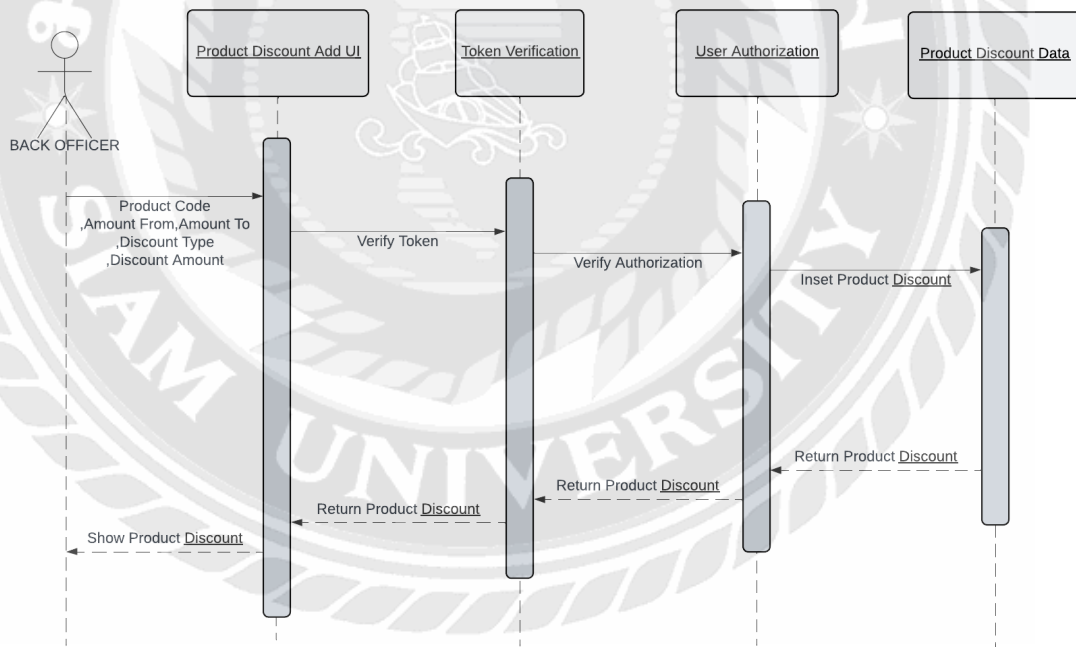 Product Discount Add UI
Token Verification
User Authorization
Product Discount Data
BACK OFFICER
Product Code
,Amount From,Amount To
,Discount Type
,Discount Amount
Verify Token
Verify Authorization
Inset Product Discount
Return Product Discount
Return Product Discount
Return Product Discount
Show Product Discount
SIAM UNIVERSITY